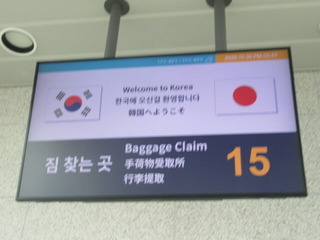 Welcome to Korea
한국에 오신걸 환영합니다
韓国へようこそ
짐 찾는 곳
Baggage Claim
手荷物受取所
行李提取
15